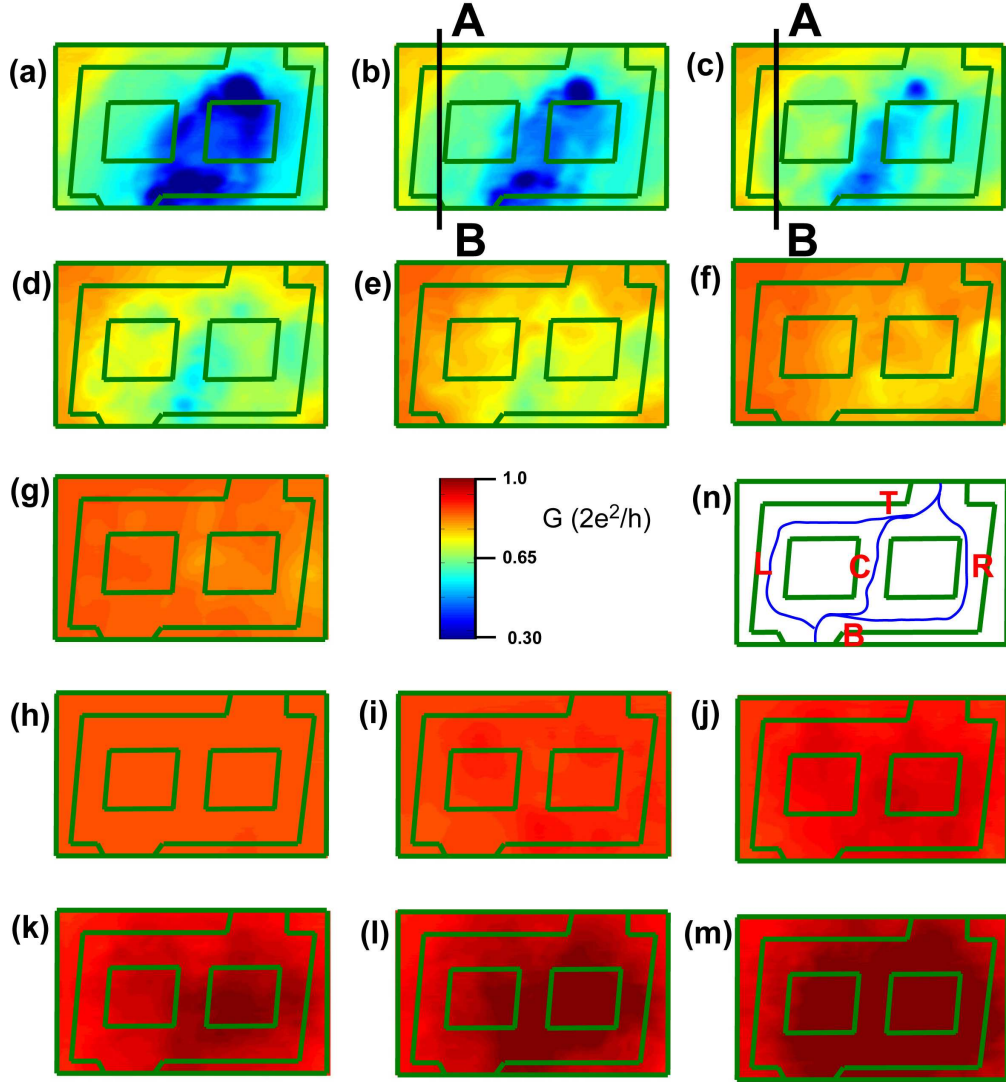 A A
(a) (b) (c)
B B
(d) (e) (f)
(g) 1.0 (n) T
G (2e²/h)
0.65 L C R
0.30 B
(h) (i) (j)
(k) (l) (m)